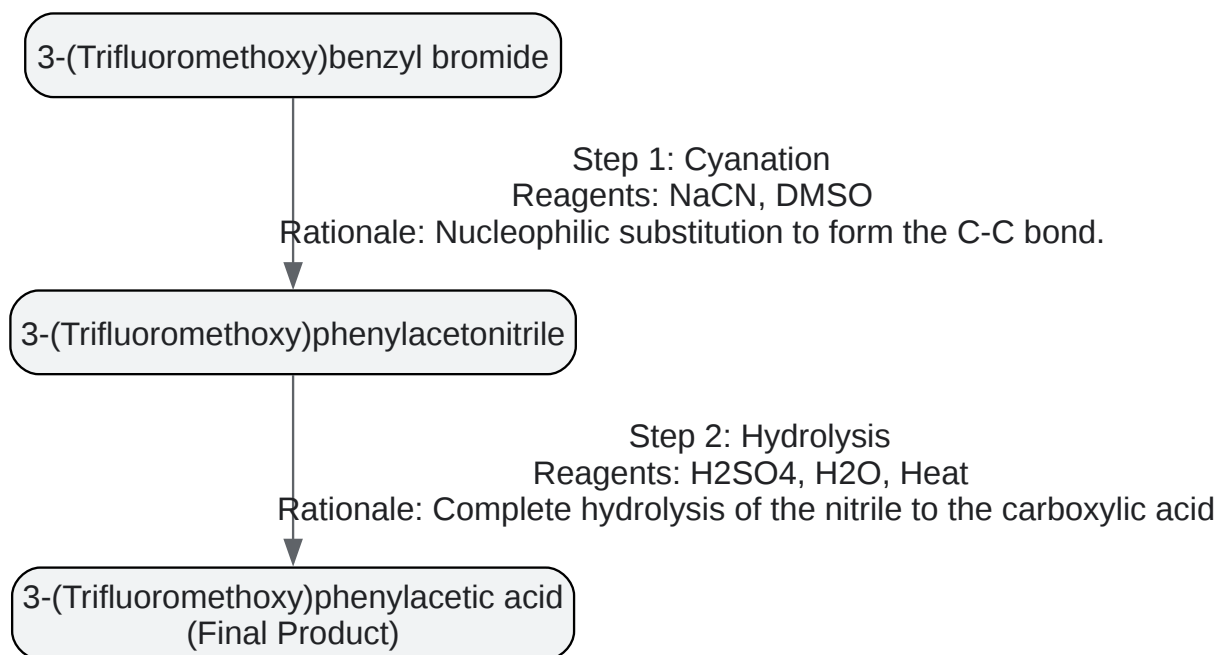 3-(Trifluoromethoxy)benzyl bromide
Step 1: Cyanation
Reagents: NaCN, DMSO
Rationale: Nucleophilic substitution to form the C-C bond.
3-(Trifluoromethoxy)phenylacetonitrile
Step 2: Hydrolysis
Reagents: H2SO4, H2O, Heat
Rationale: Complete hydrolysis of the nitrile to the carboxylic acid
3-(Trifluoromethoxy)phenylacetic acid
(Final Product)